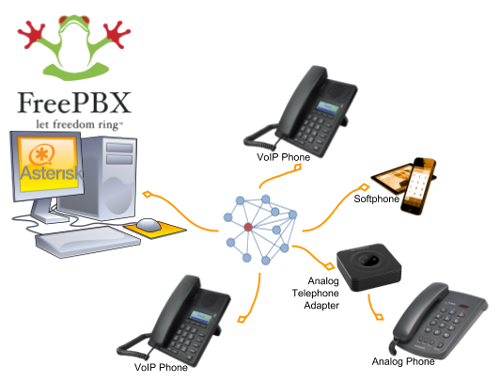 FreePBX
let freedom ring™
Asterisk
VoIP Phone
Softphone
Analog
Telephone
Adapter
VoIP Phone
Analog Phone